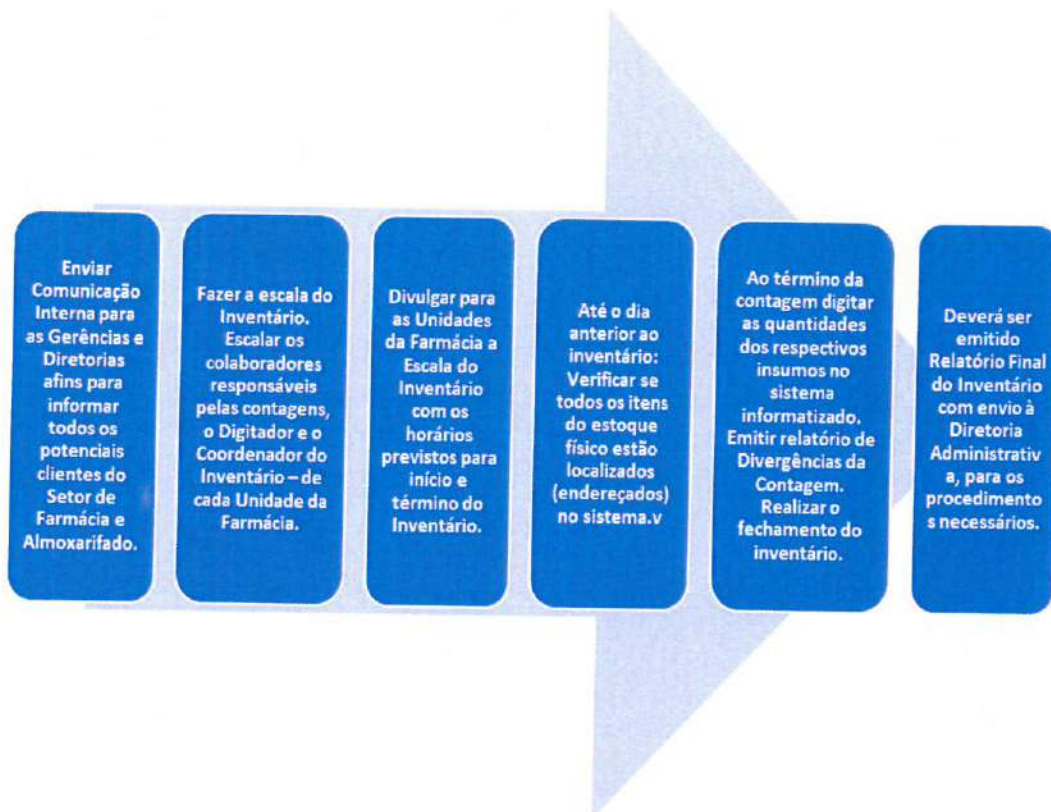 Enviar
Comunicação
Interna para
as Gerências e
Diretorias
afins para
informar
todos os
potenciais
clientes do
Setor de
Farmácia e
Almoxarifado.
Fazer a escala do
Inventário.
Escalar os
colaboradores
responsáveis
pelas contagens,
o Digitador e o
Coordenador do
Inventário – de
cada Unidade da
Farmácia.
Divulgar para
as Unidades
da Farmácia a
Escala do
Inventário
com os
horários
previstos para
início e
término do
Inventário.
Até o dia
anterior ao
inventário:
Verificar se
todos os itens
do estoque
físico estão
localizados
(endereçados)
no sistema.v
Ao término da
contagem digitar
as quantidades
dos respectivos
insumos no
sistema
informatizado.
Emitir relatório de
Divergências da
Contagem.
Realizar o
fechamento do
inventário.
Deverá ser
emitido
Relatório Final
do Inventário
com envio à
Diretoria
Administrativ
a, para os
procedimento
s necessários.